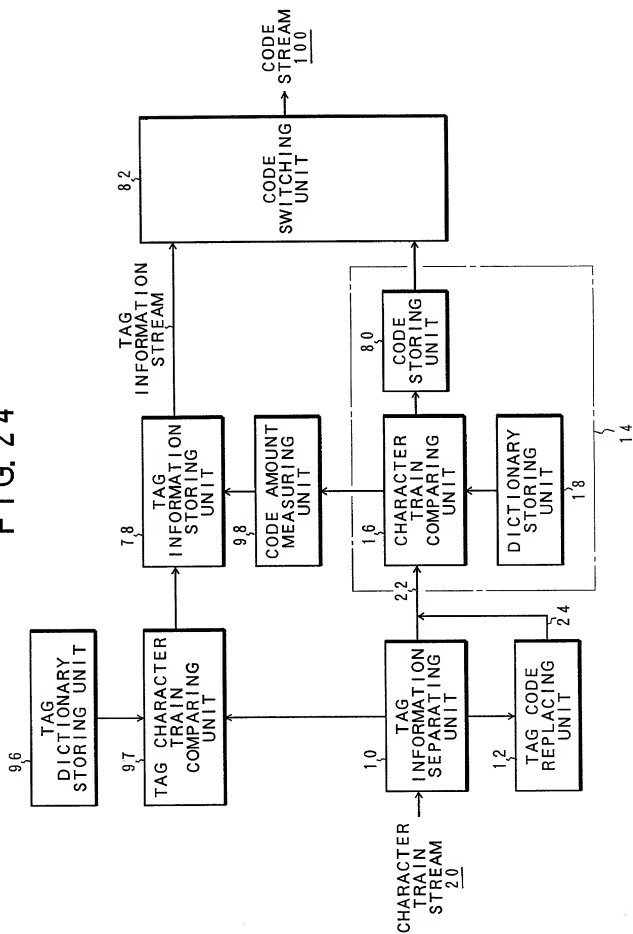 FIG. 24
96
TAG
DICTIONARY
STORING UNIT
97
TAG CHARACTER
TRAIN
COMPARING
UNIT
78
TAG
INFORMATION
STORING
UNIT
TAG
INFORMATION
STREAM
82
CODE
SWITCHING
UNIT
CODE
STREAM
100
98
CODE AMOUNT
MEASURING
UNIT
CHARACTER
TRAIN
STREAM
20
10
TAG
INFORMATION
SEPARATING
UNIT
22
16
CHARACTER
TRAIN
COMPARING
UNIT
80
CODE
STORING
UNIT
12
TAG CODE
REPLACING
UNIT
24
DICTIONARY
STORING
UNIT
18
14